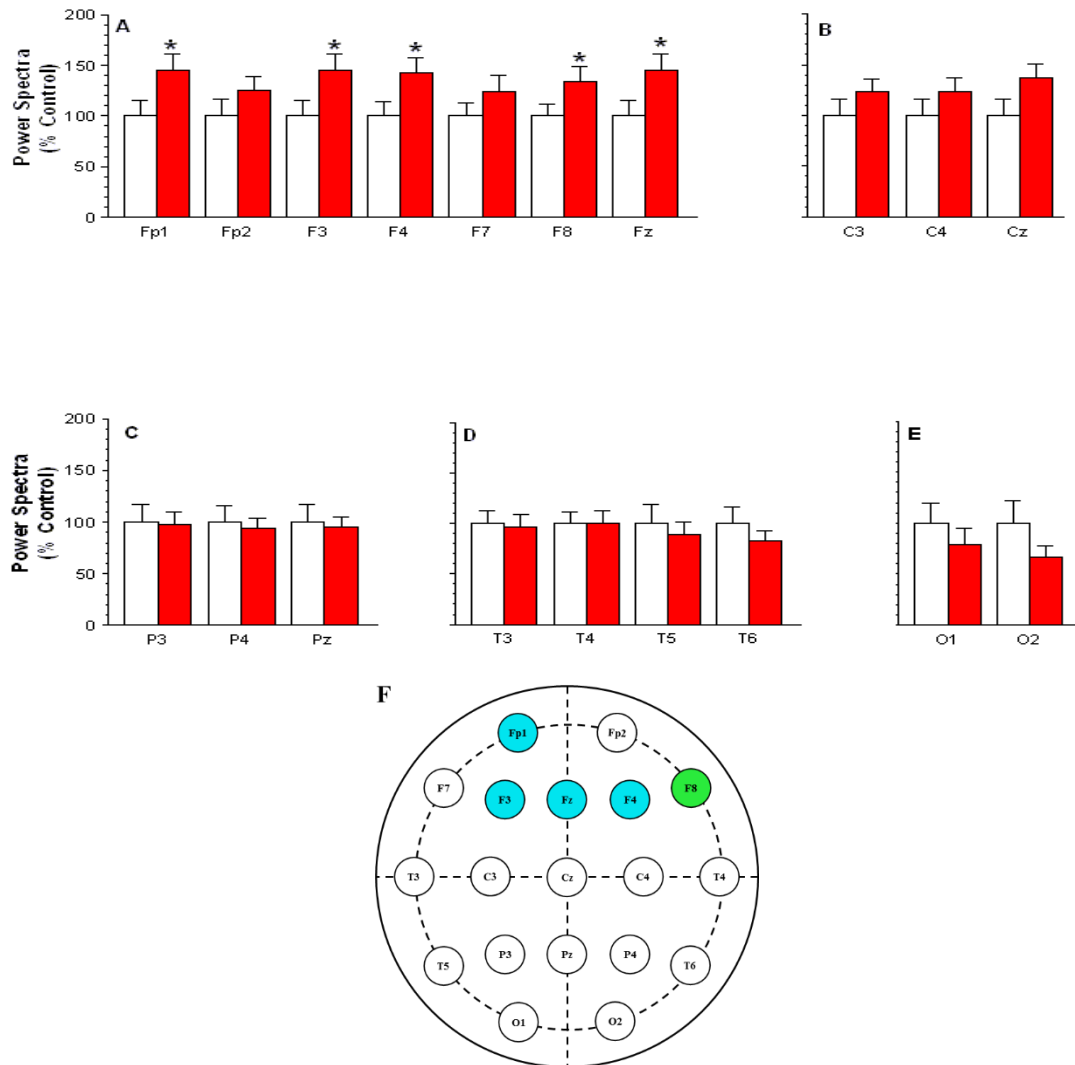 A
Power Spectra
(% Control)
200
150
100
50
0
* * * * *
Fp1 Fp2 F3 F4 F7 F8 Fz
B
C3 C4 Cz
C
Power Spectra
(% Control)
200
150
100
50
0
P3 P4 Pz
D
T3 T4 T5 T6
E
O1 O2
F
Fp1 Fp2
F7 F3 Fz F4 F8
T3 C3 Cz C4 T4
T5 P3 Pz P4 T6
O1 O2